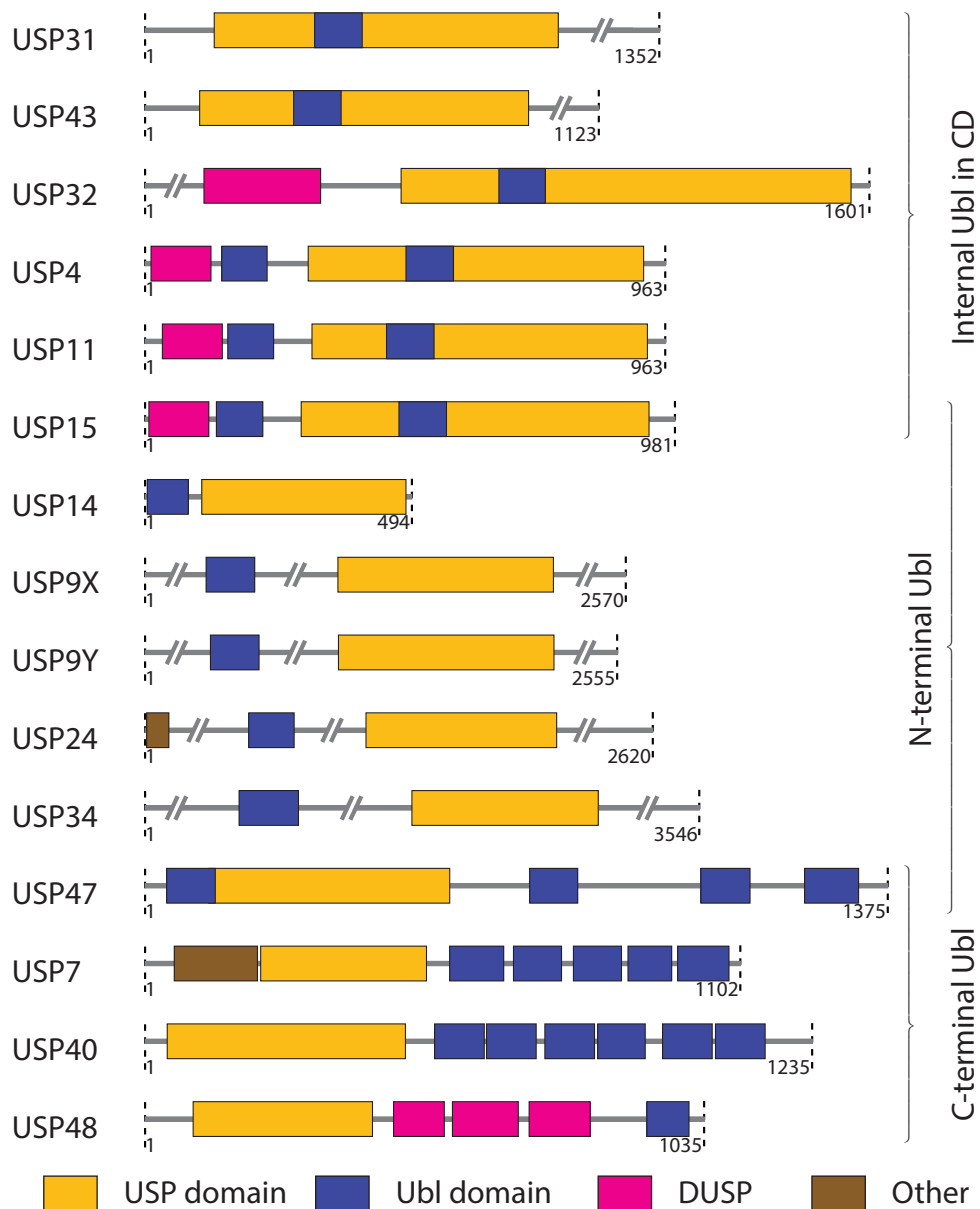 USP31
1
1352
USP43
1
1123
USP32
1
1601
USP4
1
963
USP11
1
963
USP15
1
981
USP14
1
494
USP9X
1
2570
USP9Y
1
2555
USP24
1
2620
USP34
1
3546
USP47
1
1375
USP7
1
1102
USP40
1
1235
USP48
1
1035
Internal Ubl in CD
N-terminal Ubl
C-terminal Ubl
USP domain
Ubl domain
DUSP
Other